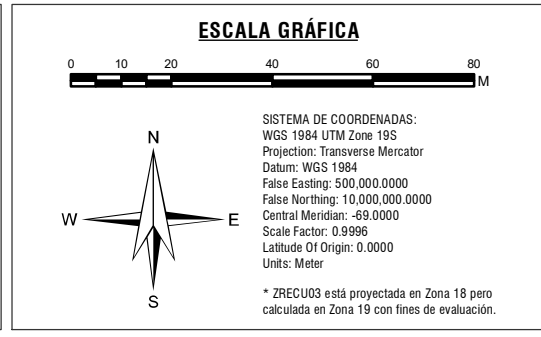 ESCALA GRÁFICA
0 10 20 40 60 80
M
N
W E
S
SISTEMA DE COORDENADAS:
WGS 1984 UTM Zone 19S
Projection: Transverse Mercator
Datum: WGS 1984
False Easting: 500,000.0000
False Northing: 10,000,000.0000
Central Meridian: -69.0000
Scale Factor: 0.9996
Latitude Of Origin: 0.0000
Units: Meter
* ZRECU03 está proyectada en Zona 18 pero
calculada en Zona 19 con fines de evaluación.